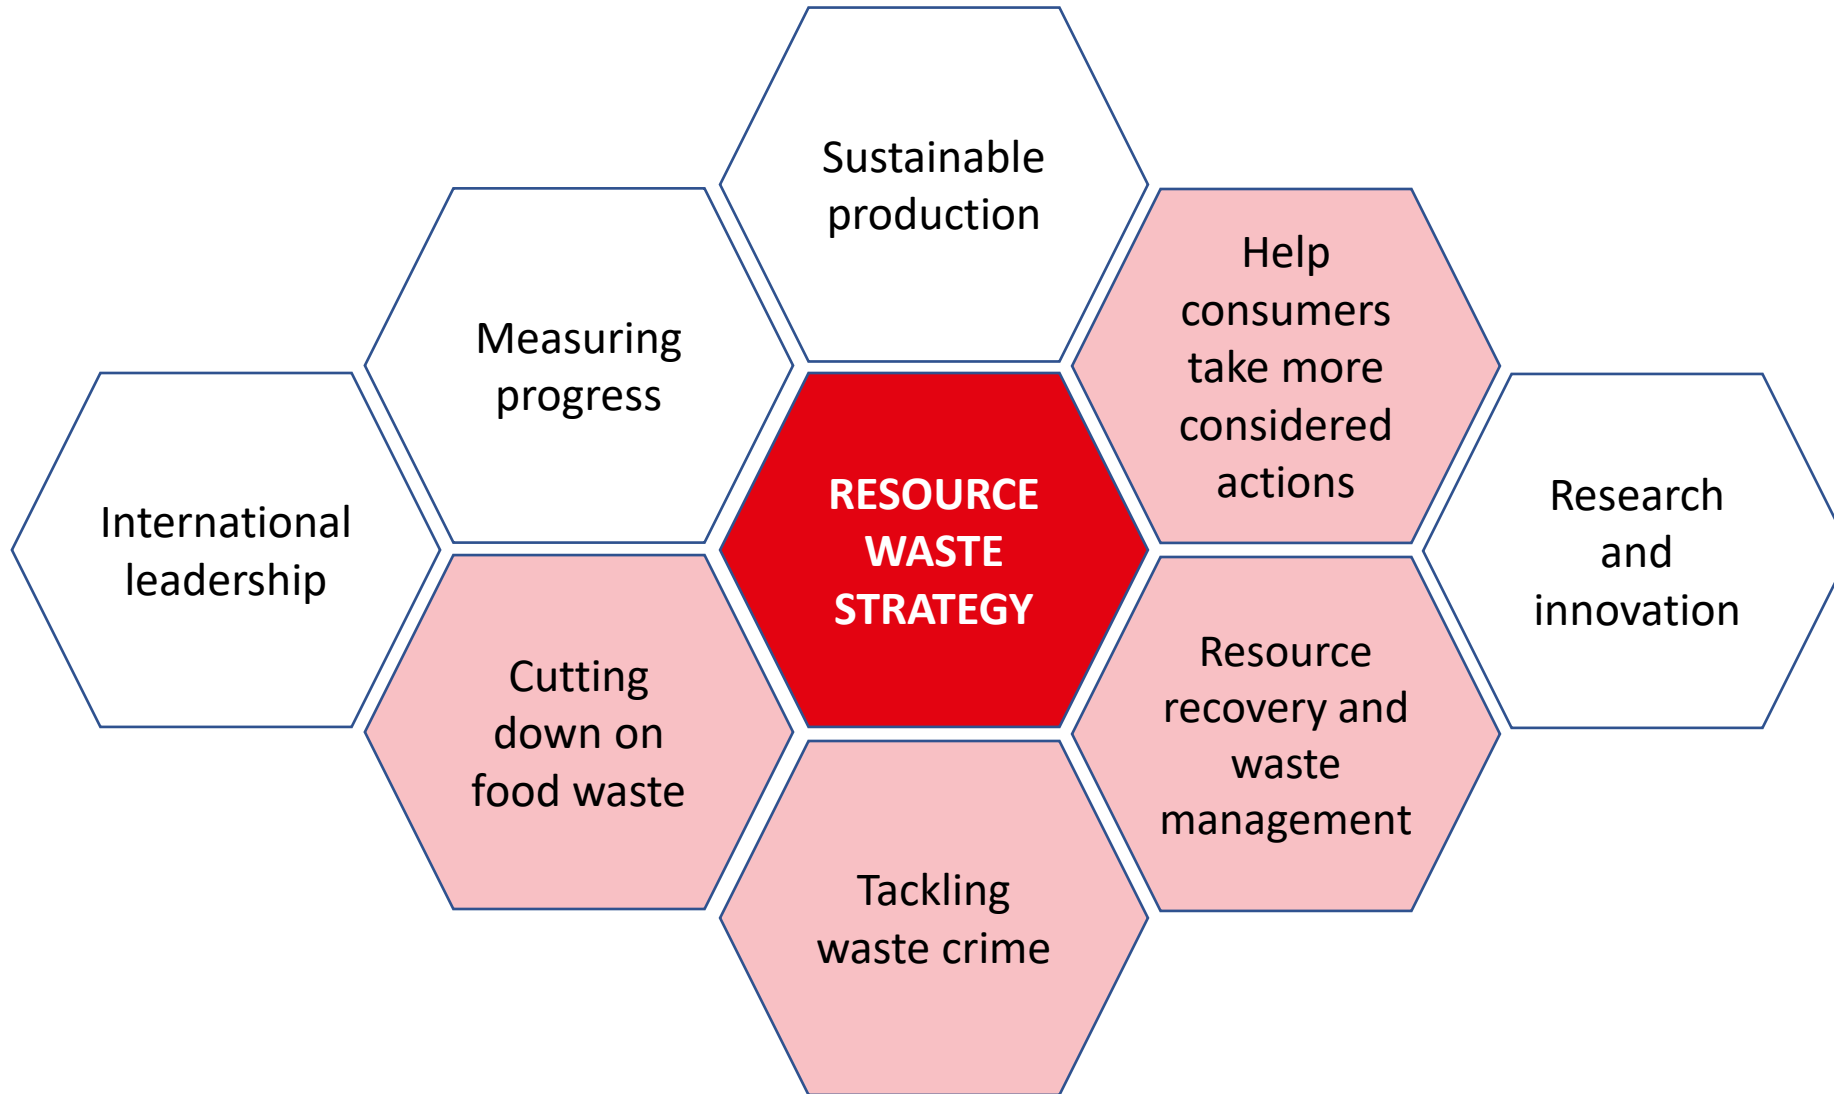 Sustainable
production
Help
consumers
take more
considered
actions
Measuring
progress
International
leadership
RESOURCE
WASTE
STRATEGY
Research
and
innovation
Cutting
down on
food waste
Resource
recovery and
waste
management
Tackling
waste crime